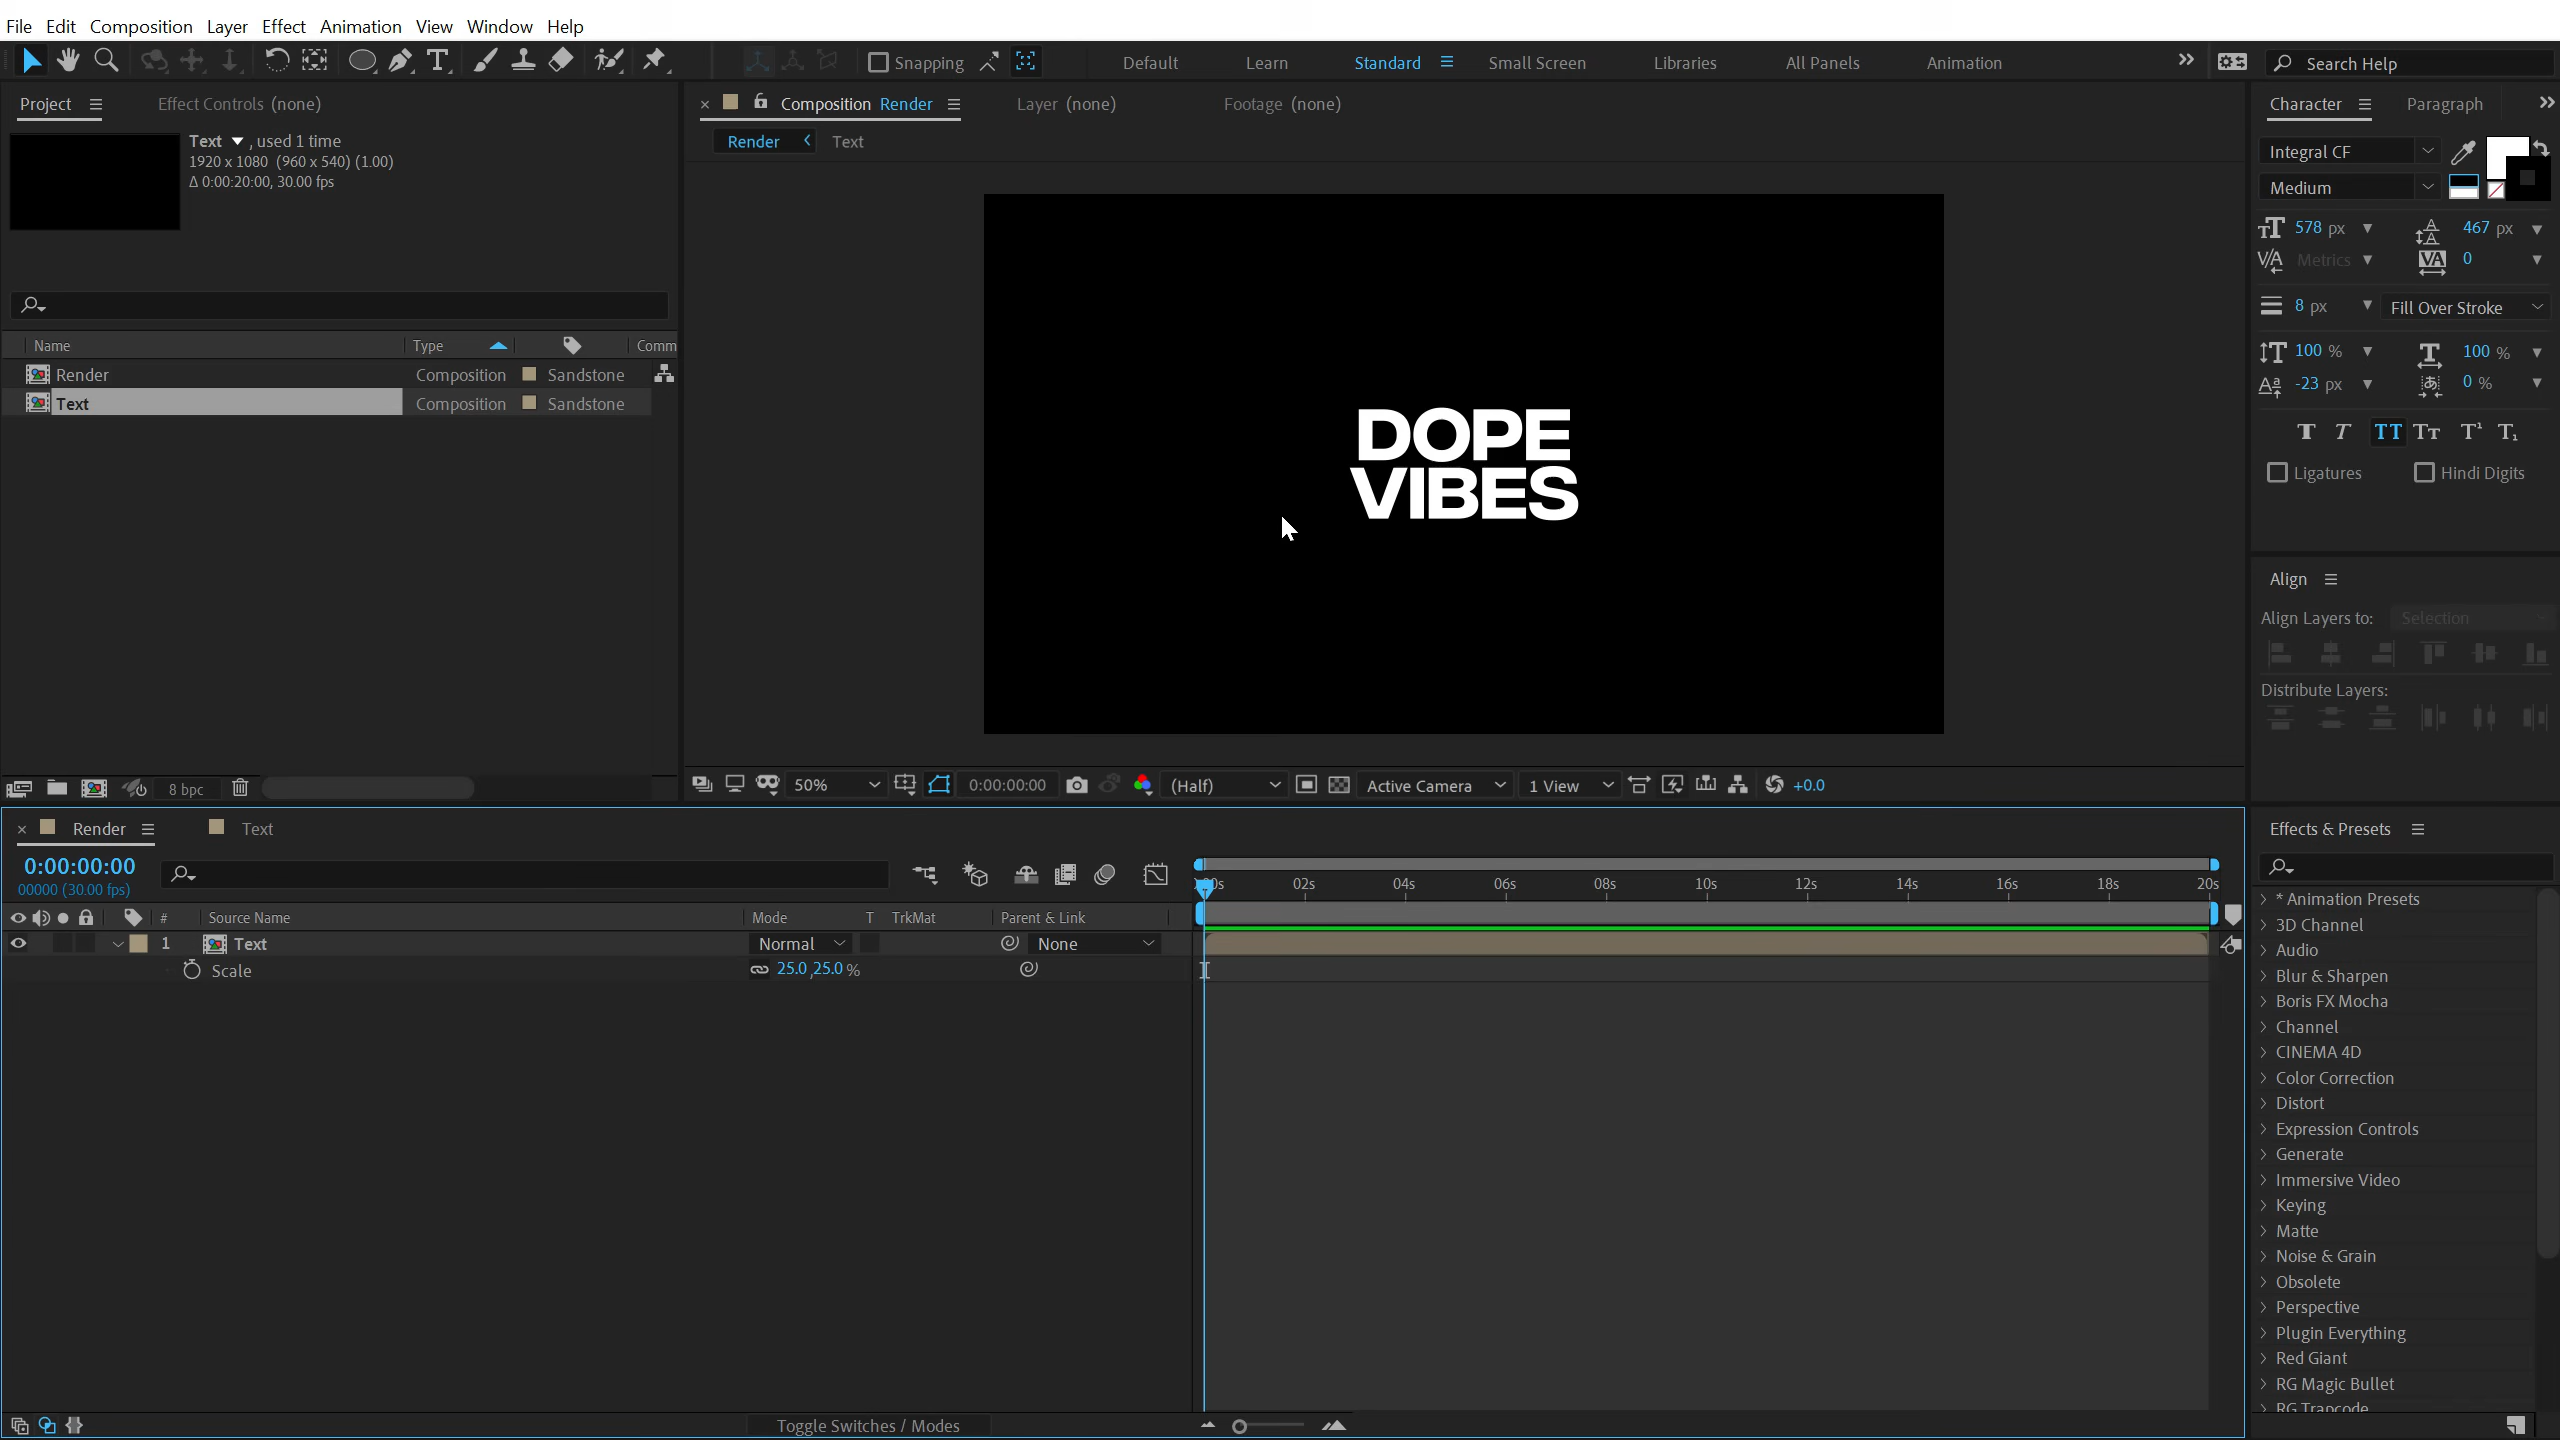 File Edit Composition Layer Effect Animation View Window Help
Snapping
Default Learn Standard Small Screen Libraries All Panels Animation
Search Help
Project Effect Controls (none)
Text , used 1 time
1920 x 1080 (960 x 540) (1.00)
Δ 0:00:20:00, 30.00 fps
Name Type Comm
Render Composition Sandstone
Text Composition Sandstone
8 bpc
Composition Render Layer (none) Footage (none)
Render Text
DOPE
VIBES
50% 0:00:00:00 (Half) Active Camera 1 View +0.0
Character Paragraph
Integral CF
Medium
578 px 467 px
Metrics 0
8 px Fill Over Stroke
100 % 100 %
-23 px 0 %
Ligatures Hindi Digits
Align
Align Layers to: Selection
Distribute Layers:
Render Text
0:00:00:00
00000 (30.00 fps)
02s 04s 06s 08s 10s 12s 14s 16s 18s 20s
# Source Name Mode T TrkMat Parent & Link
1 Text Normal None
Scale 25.0,25.0 %
Toggle Switches / Modes
Effects & Presets
* Animation Presets
3D Channel
Audio
Blur & Sharpen
Boris FX Mocha
Channel
CINEMA 4D
Color Correction
Distort
Expression Controls
Generate
Immersive Video
Keying
Matte
Noise & Grain
Obsolete
Perspective
Plugin Everything
Red Giant
RG Magic Bullet
RG Trapcode